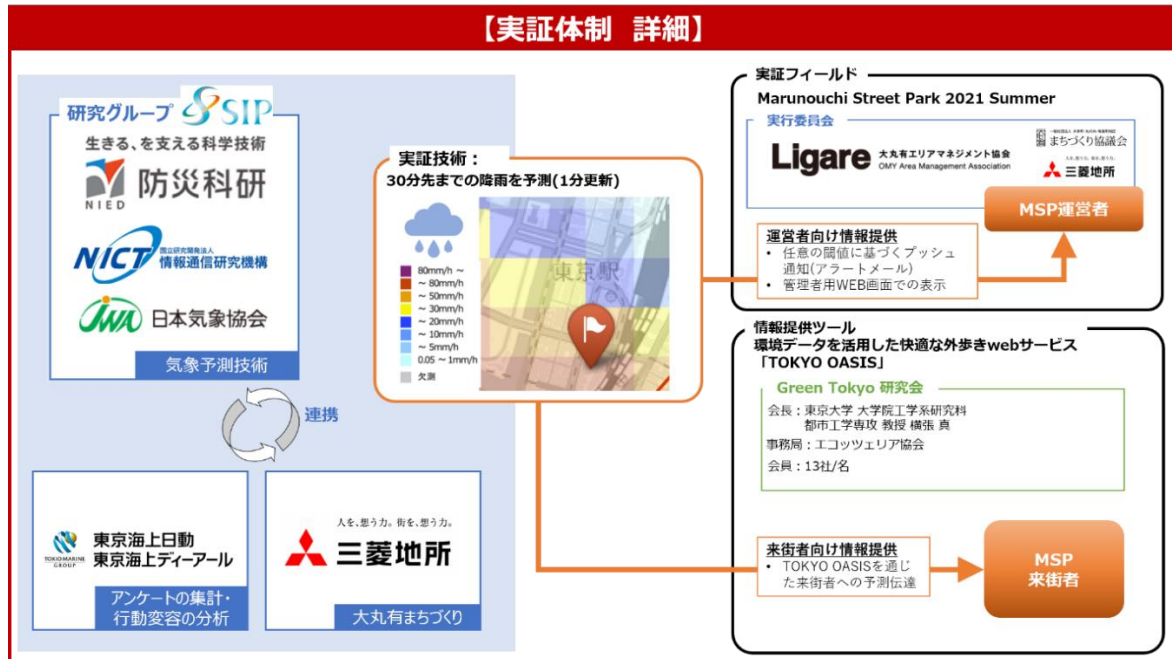 【実証体制 詳細】
研究グループ
SIP
生きる、を支える科学技術
防災科研
NIED
NICT
国立研究開発法人
情報通信研究機構
JWA
日本気象協会
気象予測技術
連携
TOKIO MARINE
GROUP
東京海上日動
東京海上ディーアール
アンケートの集計・
行動変容の分析
人を、想う力。街を、想う力。
三菱地所
大丸有まちづくり
実証技術:
30分先までの降雨を予測(1分更新)
80mm/h ~
~ 80mm/h
~ 50mm/h
~ 30mm/h
~ 20mm/h
~ 10mm/h
~ 5mm/h
0.05 ~ 1mm/h
欠測
東京駅
実証フィールド
Marunouchi Street Park 2021 Summer
実行委員会
Ligare
大丸有エリアマネジメント協会
OMY Area Management Association
まちづくり協議会
人を、想う力。街を、想う力。
三菱地所
MSP運営者
運営者向け情報提供
• 任意の閾値に基づくプッシュ
通知(アラートメール)
• 管理者用WEB画面での表示
情報提供ツール
環境データを活用した快適な外歩きwebサービス
「TOKYO OASIS」
Green Tokyo 研究会
会長:東京大学 大学院工学系研究科
都市工学専攻 教授 横張 真
事務局:エコッツェリア協会
会員:13社/名
来街者向け情報提供
• TOKYO OASISを通じ
た来街者への予測伝達
MSP
来街者